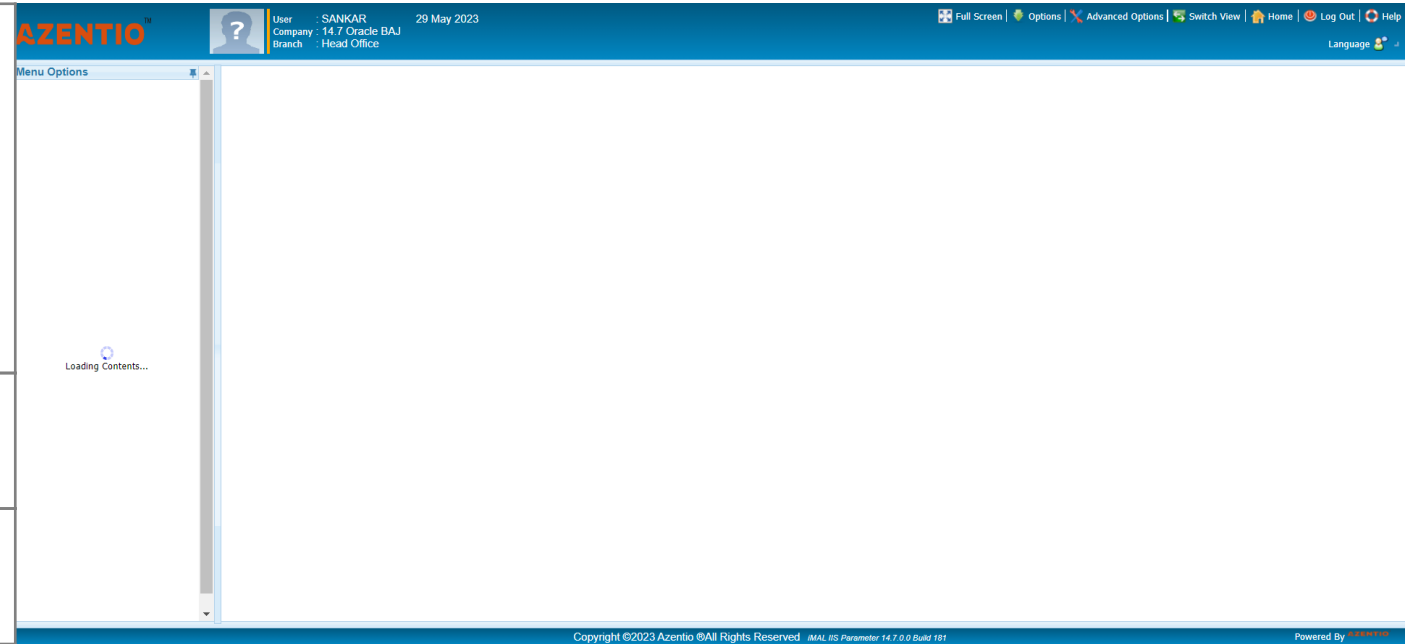 AZENTIO™
User : SANKAR 29 May 2023
Company : 14.7 Oracle BAJ
Branch : Head Office
Full Screen | Options | Advanced Options | Switch View | Home | Log Out | Help
Language
Menu Options
?
Loading Contents...
Copyright ©2023 Azentio ®All Rights Reserved IMAL IIS Parameter 14.7.0.0 Build 181
Powered By AZENTIO